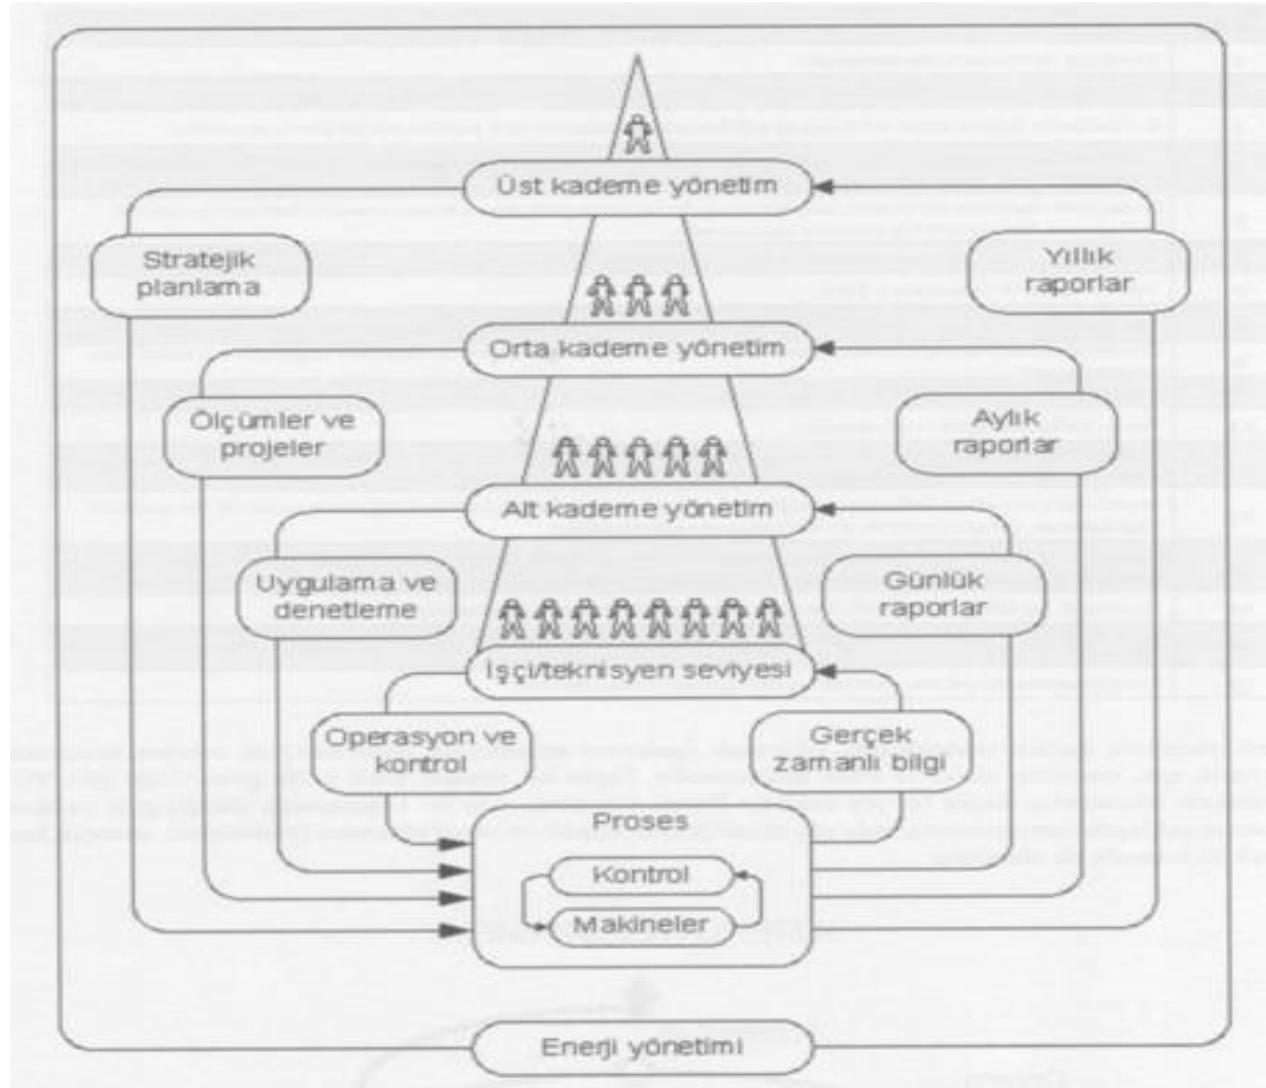 Üst kademe yönetim
Stratejik
planlama
Yıllık
raporlar
Orta kademe yönetim
Ölçümler ve
projeler
Aylık
raporlar
Alt kademe yönetim
Uygulama ve
denetleme
Günlük
raporlar
İşçi/teknisyen seviyesi
Operasyon ve
kontrol
Gerçek
zamanlı bilgi
Proses
Kontrol
Makineler
Enerji yönetimi